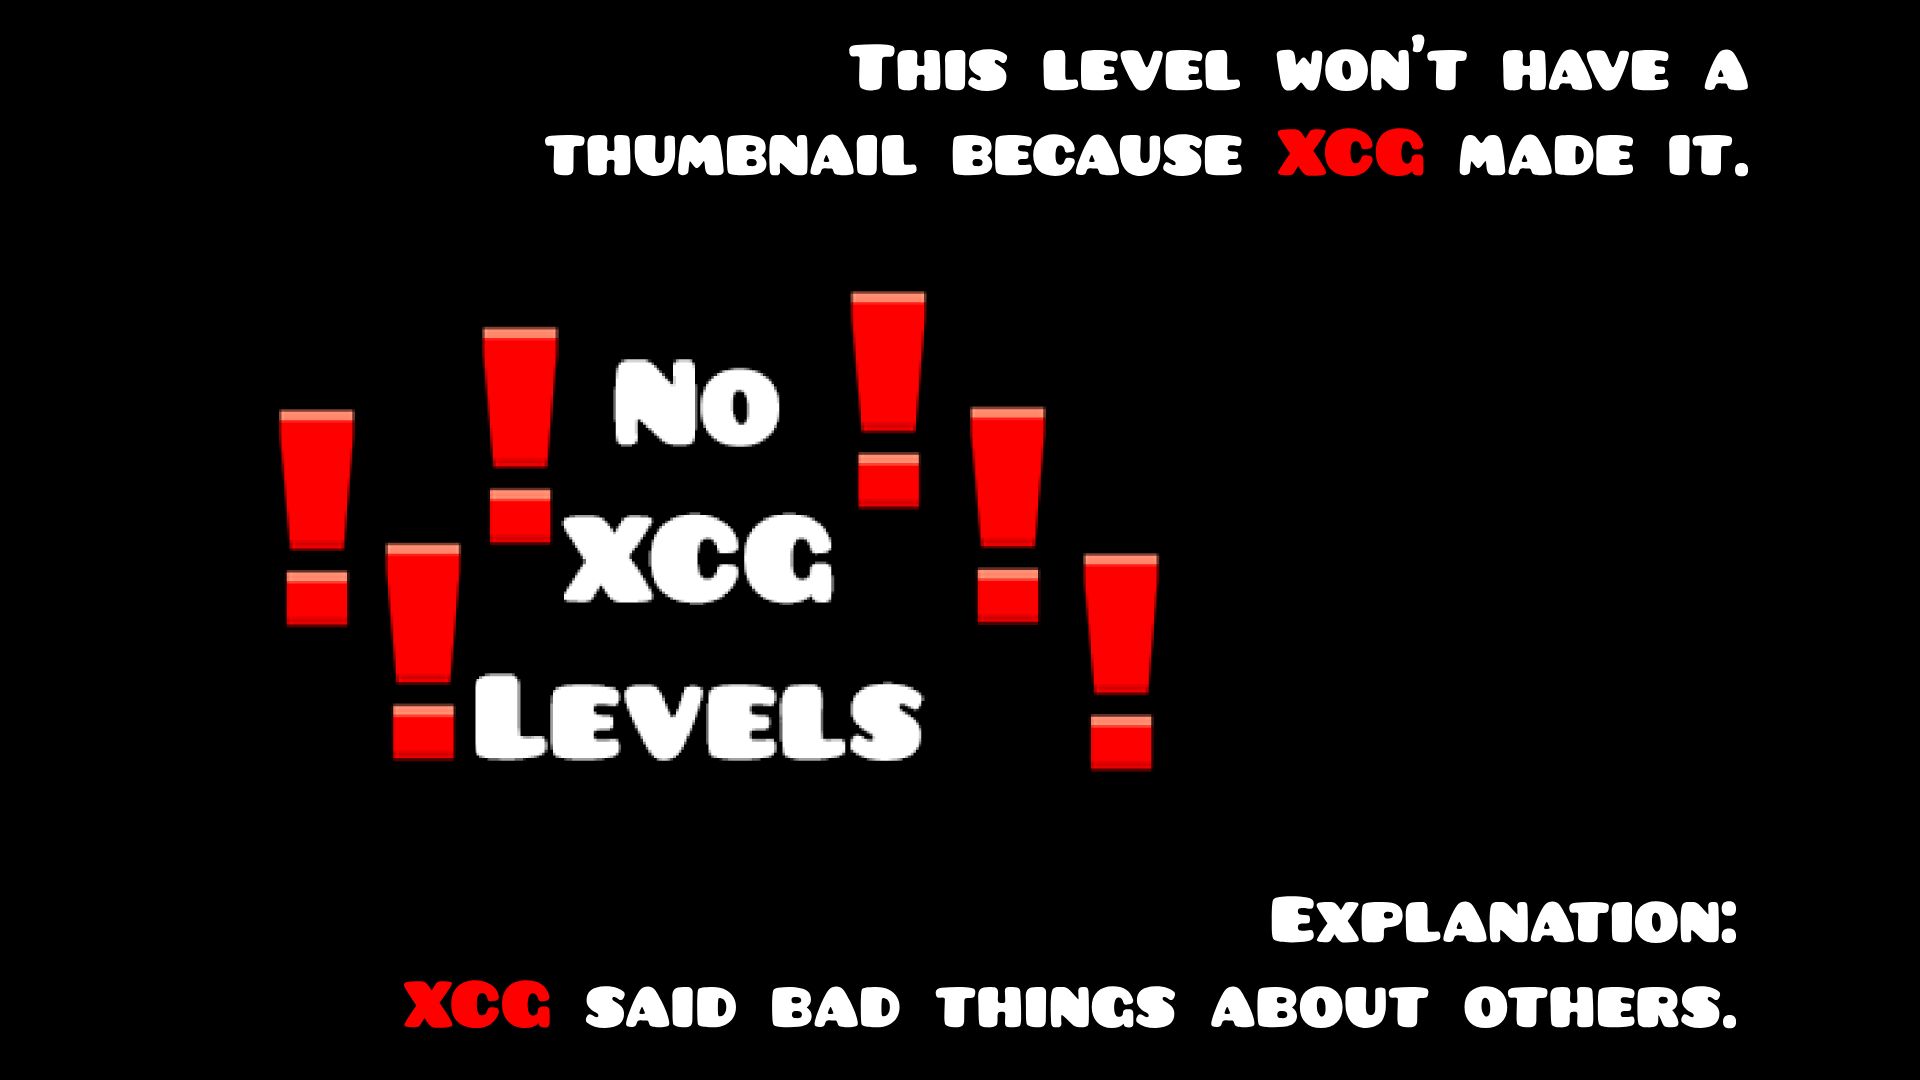 This level won't have a
thumbnail because XCG made it.
No
XCG
Levels
Explanation:
XCG said bad things about others.